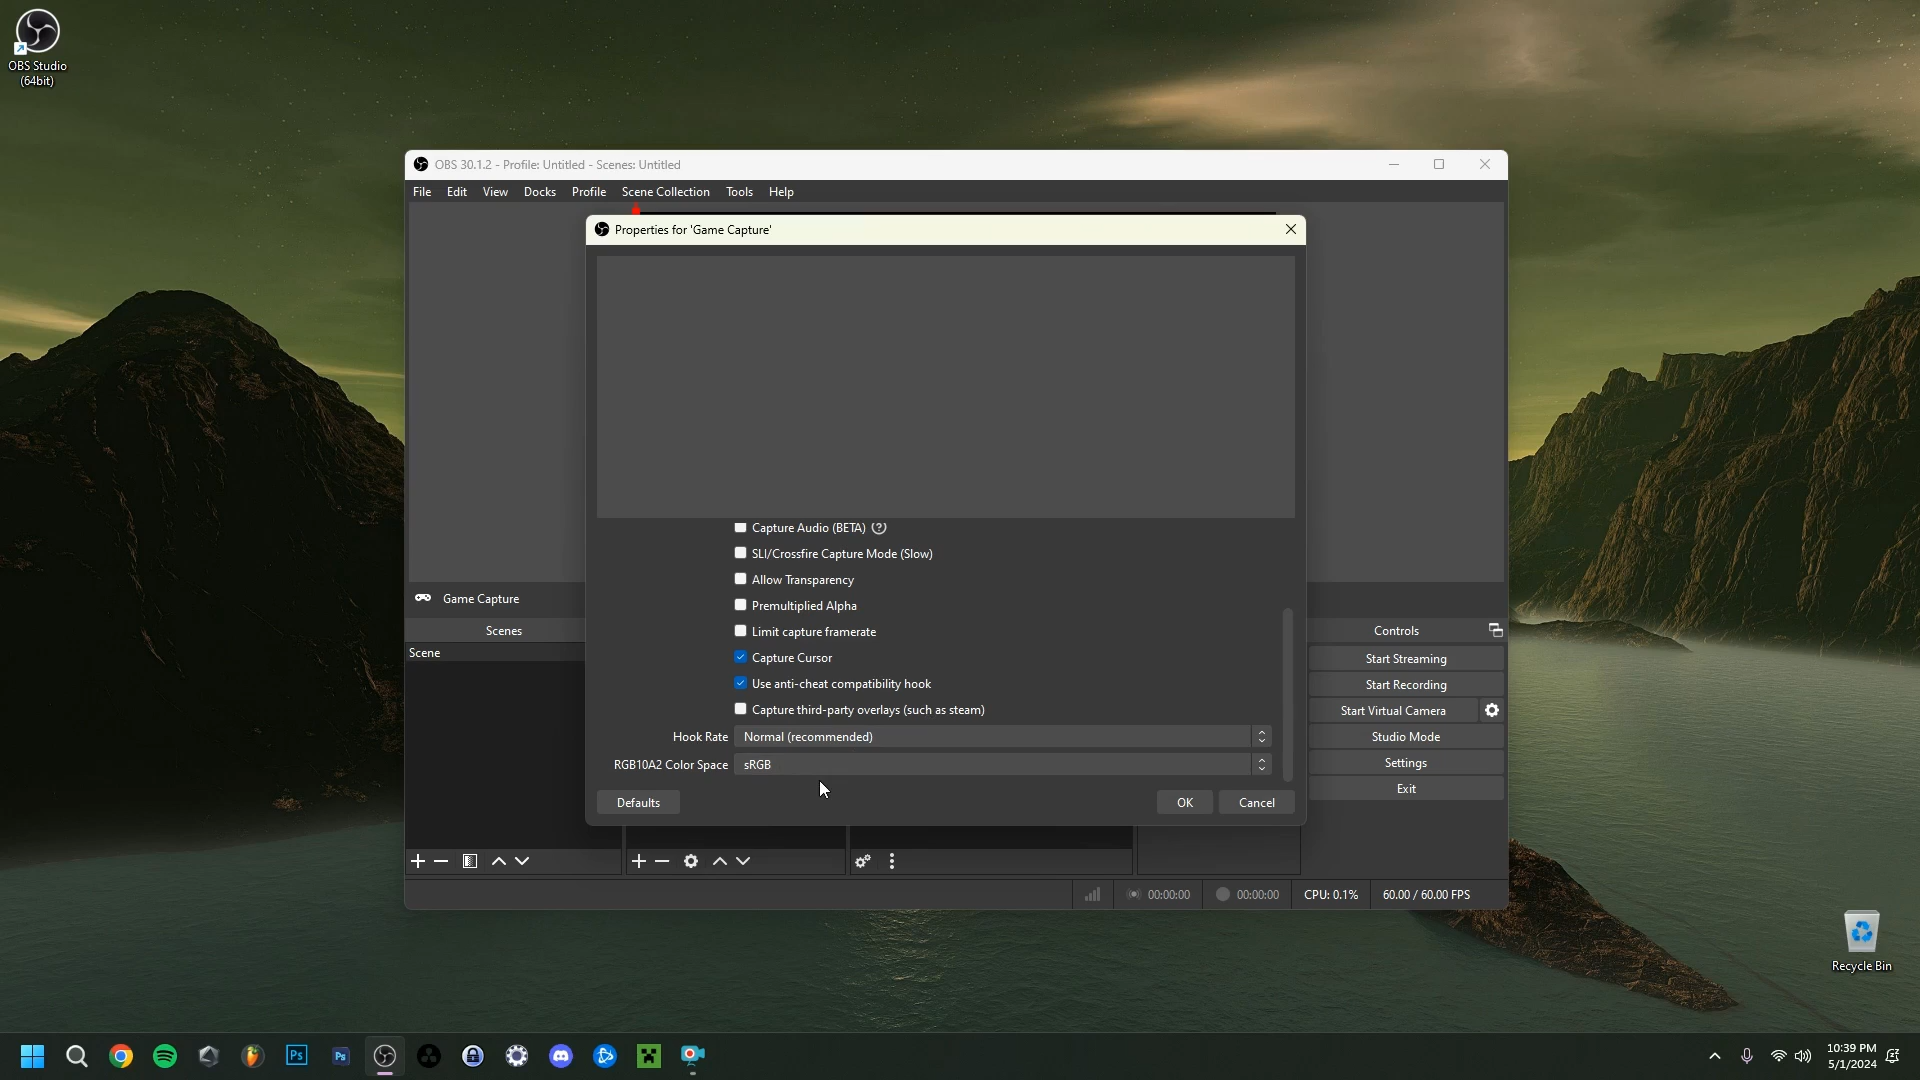 OBS Studio
(64bit)
OBS 30.1.2 - Profile: Untitled - Scenes: Untitled
File Edit View Docks Profile Scene Collection Tools Help
Properties for 'Game Capture'
Capture Audio (BETA) ?
SLI/Crossfire Capture Mode (Slow)
Allow Transparency
Premultiplied Alpha
Limit capture framerate
Capture Cursor
Use anti-cheat compatibility hook
Capture third-party overlays (such as steam)
Hook Rate Normal (recommended)
RGB10A2 Color Space sRGB
Defaults OK Cancel
Game Capture
Scenes
Scene
Controls
Start Streaming
Start Recording
Start Virtual Camera
Studio Mode
Settings
Exit
00:00:00 00:00:00 CPU: 0.1% 60.00 / 60.00 FPS
Recycle Bin
Ps Ps
10:39 PM
5/1/2024